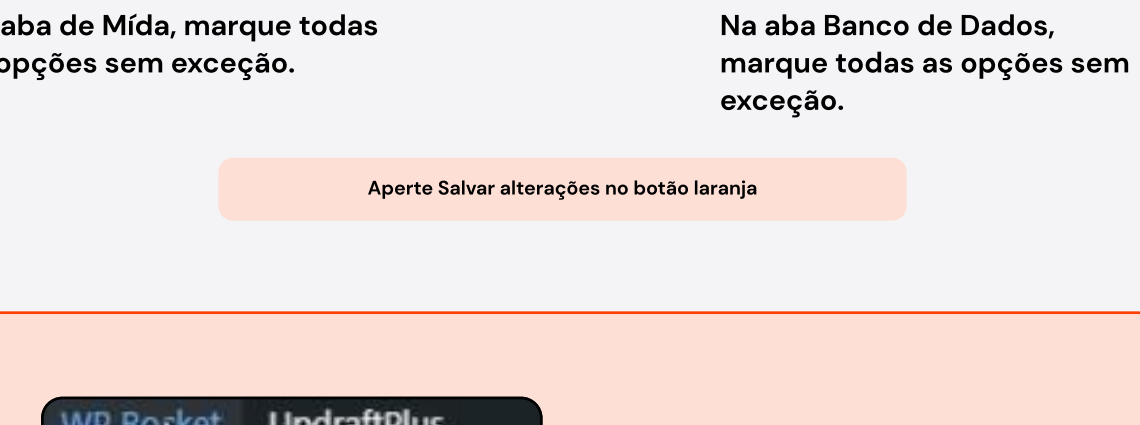 aba de Mída, marque todas
opções sem exceção.
Na aba Banco de Dados,
marque todas as opções sem
exceção.
Aperte Salvar alterações no botão laranja
WP Rocket UpdraftPlus